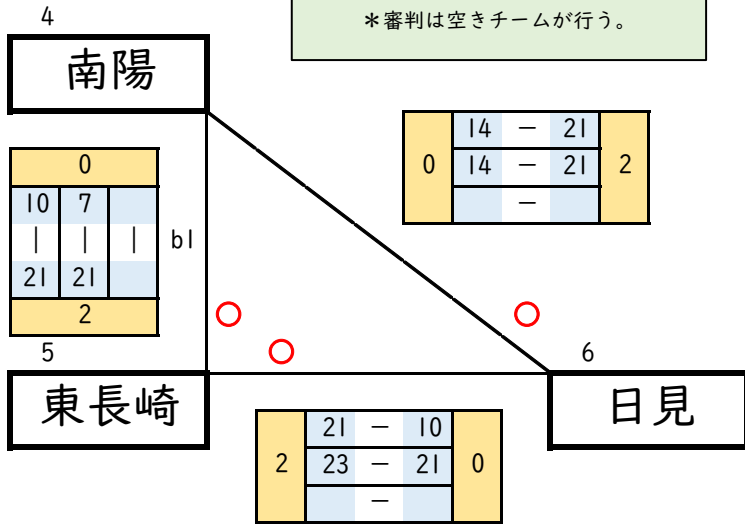 4
＊審判は空きチームが行う。
南陽
14 － 21
0 14 － 21 2
－
0
10 7
| | | b1
21 21
2
○ ○
○
5 6
東長崎 日見
21 － 10
2 23 － 21 0
－